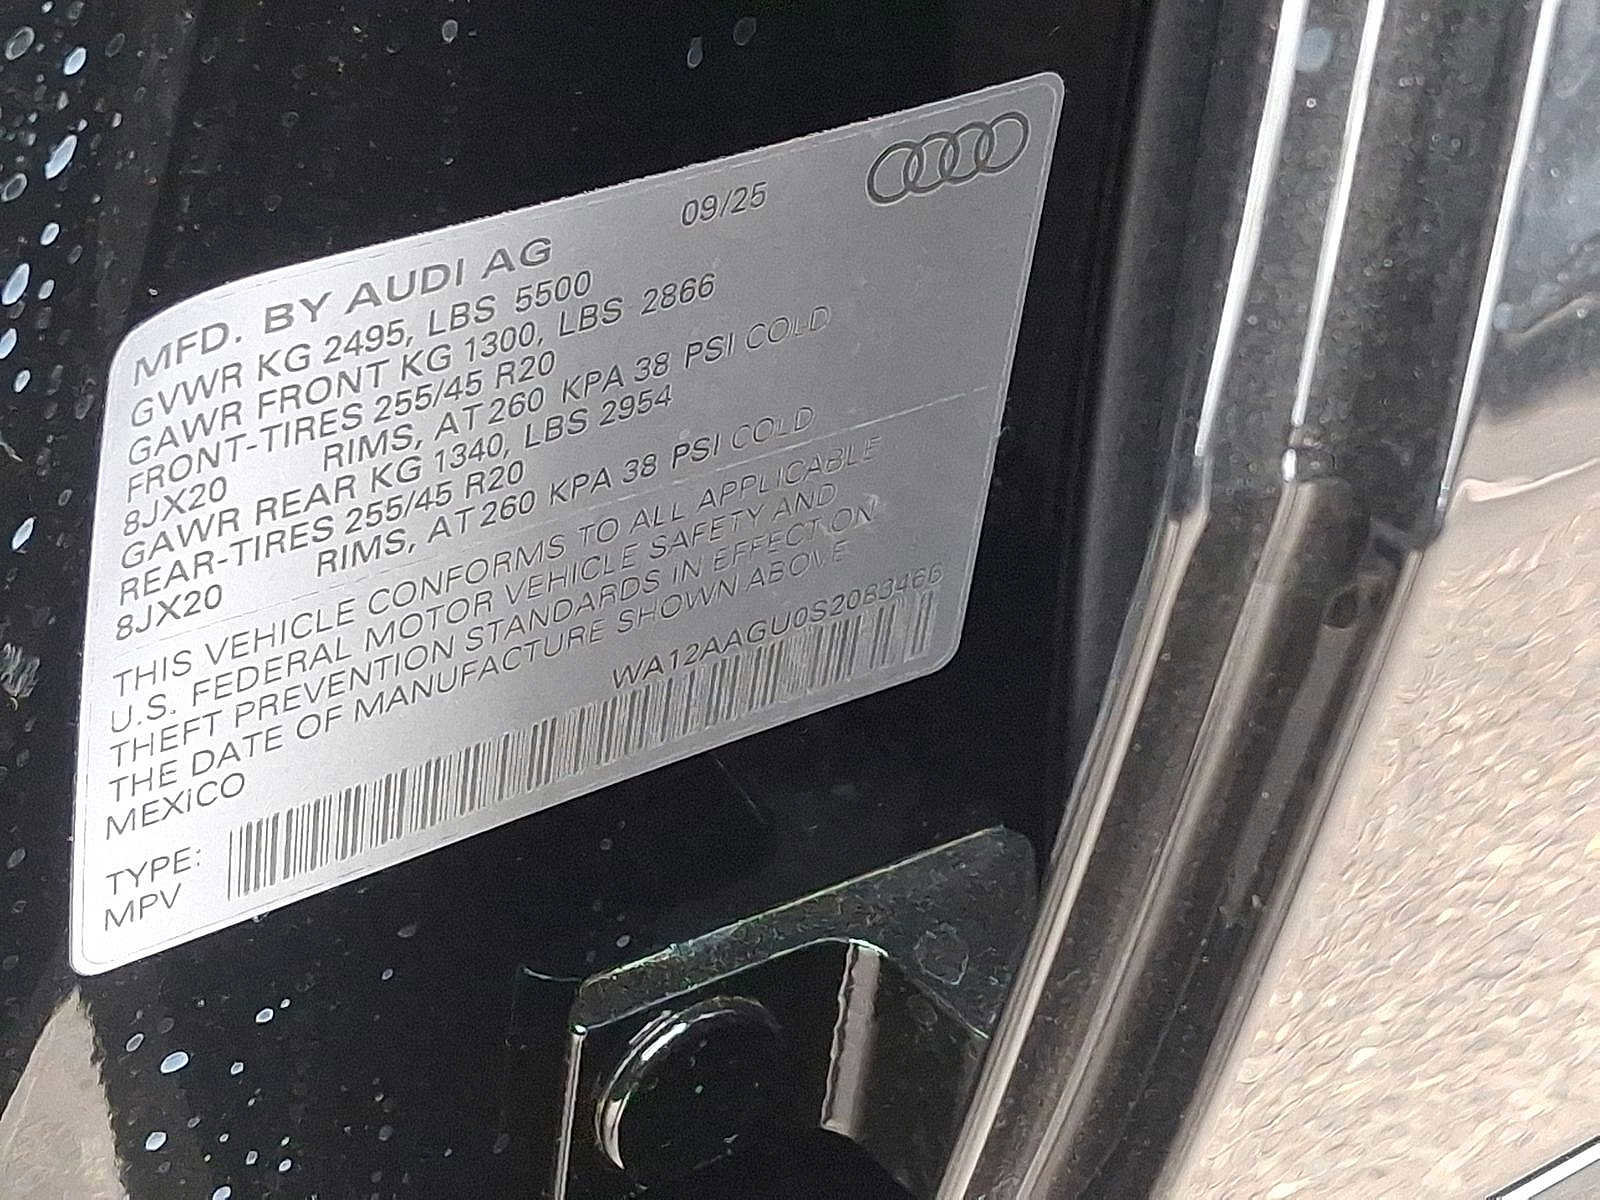 09/25
MFD. BY AUDI AG
GVWR KG 2495, LBS 5500
GAWR FRONT KG 1300, LBS 2866
FRONT-TIRES 255/45 R20
8JX20 RIMS, AT 260 KPA 38 PSI COLD
GAWR REAR KG 1340, LBS 2954
REAR-TIRES 255/45 R20
8JX20 RIMS, AT 260 KPA 38 PSI COLD
THIS VEHICLE CONFORMS TO ALL APPLICABLE
U.S. FEDERAL MOTOR VEHICLE SAFETY AND
THEFT PREVENTION STANDARDS IN EFFECT ON
THE DATE OF MANUFACTURE SHOWN ABOVE
MEXICO
WA12AAGU0S2083466
TYPE:
MPV